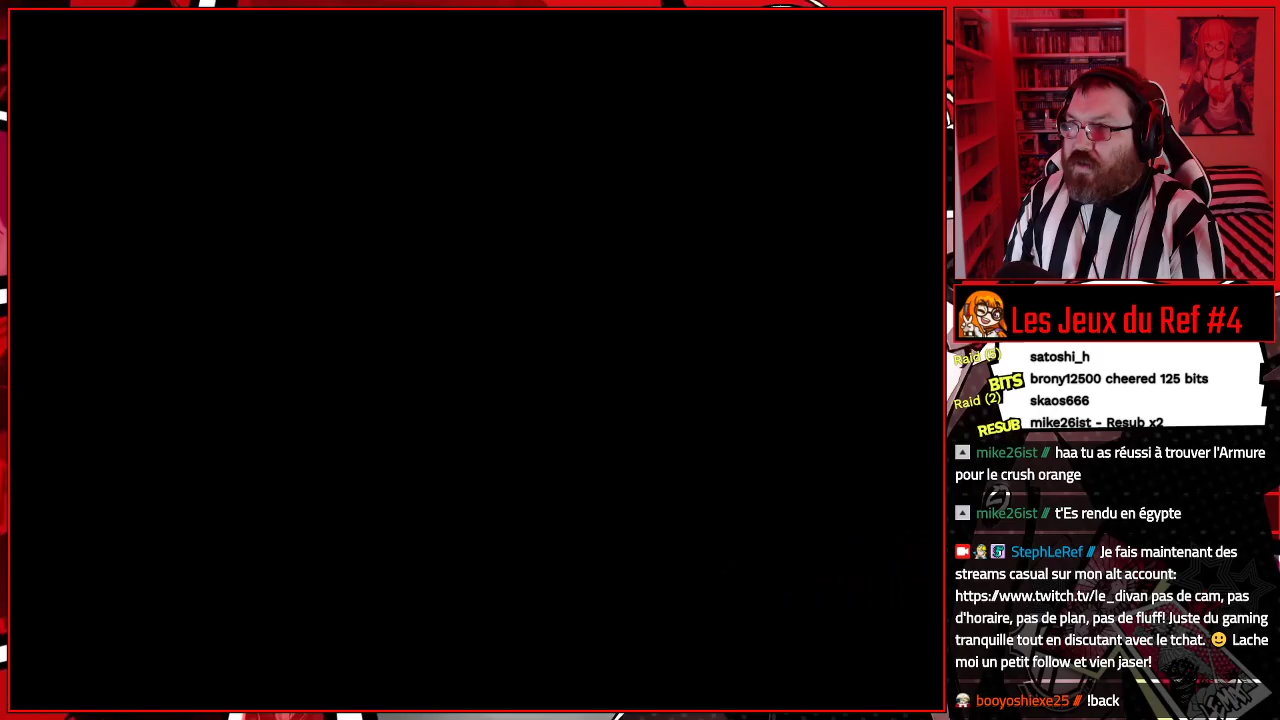 Les Jeux du Ref #4
Raid (5) satoshi_h
BITS brony12500 cheered 125 bits
Raid (2) skaos666
RESUB mike26ist - Resub x2
mike26ist // haa tu as réussi à trouver l'Armure
pour le crush orange
mike26ist // t'Es rendu en égypte
StephLeRef // Je fais maintenant des
streams casual sur mon alt account:
https://www.twitch.tv/le_divan pas de cam, pas
d'horaire, pas de plan, pas de fluff! Juste du gaming
tranquille tout en discutant avec le tchat. Lache
moi un petit follow et vien jaser!
booyoshiexe25 // !back